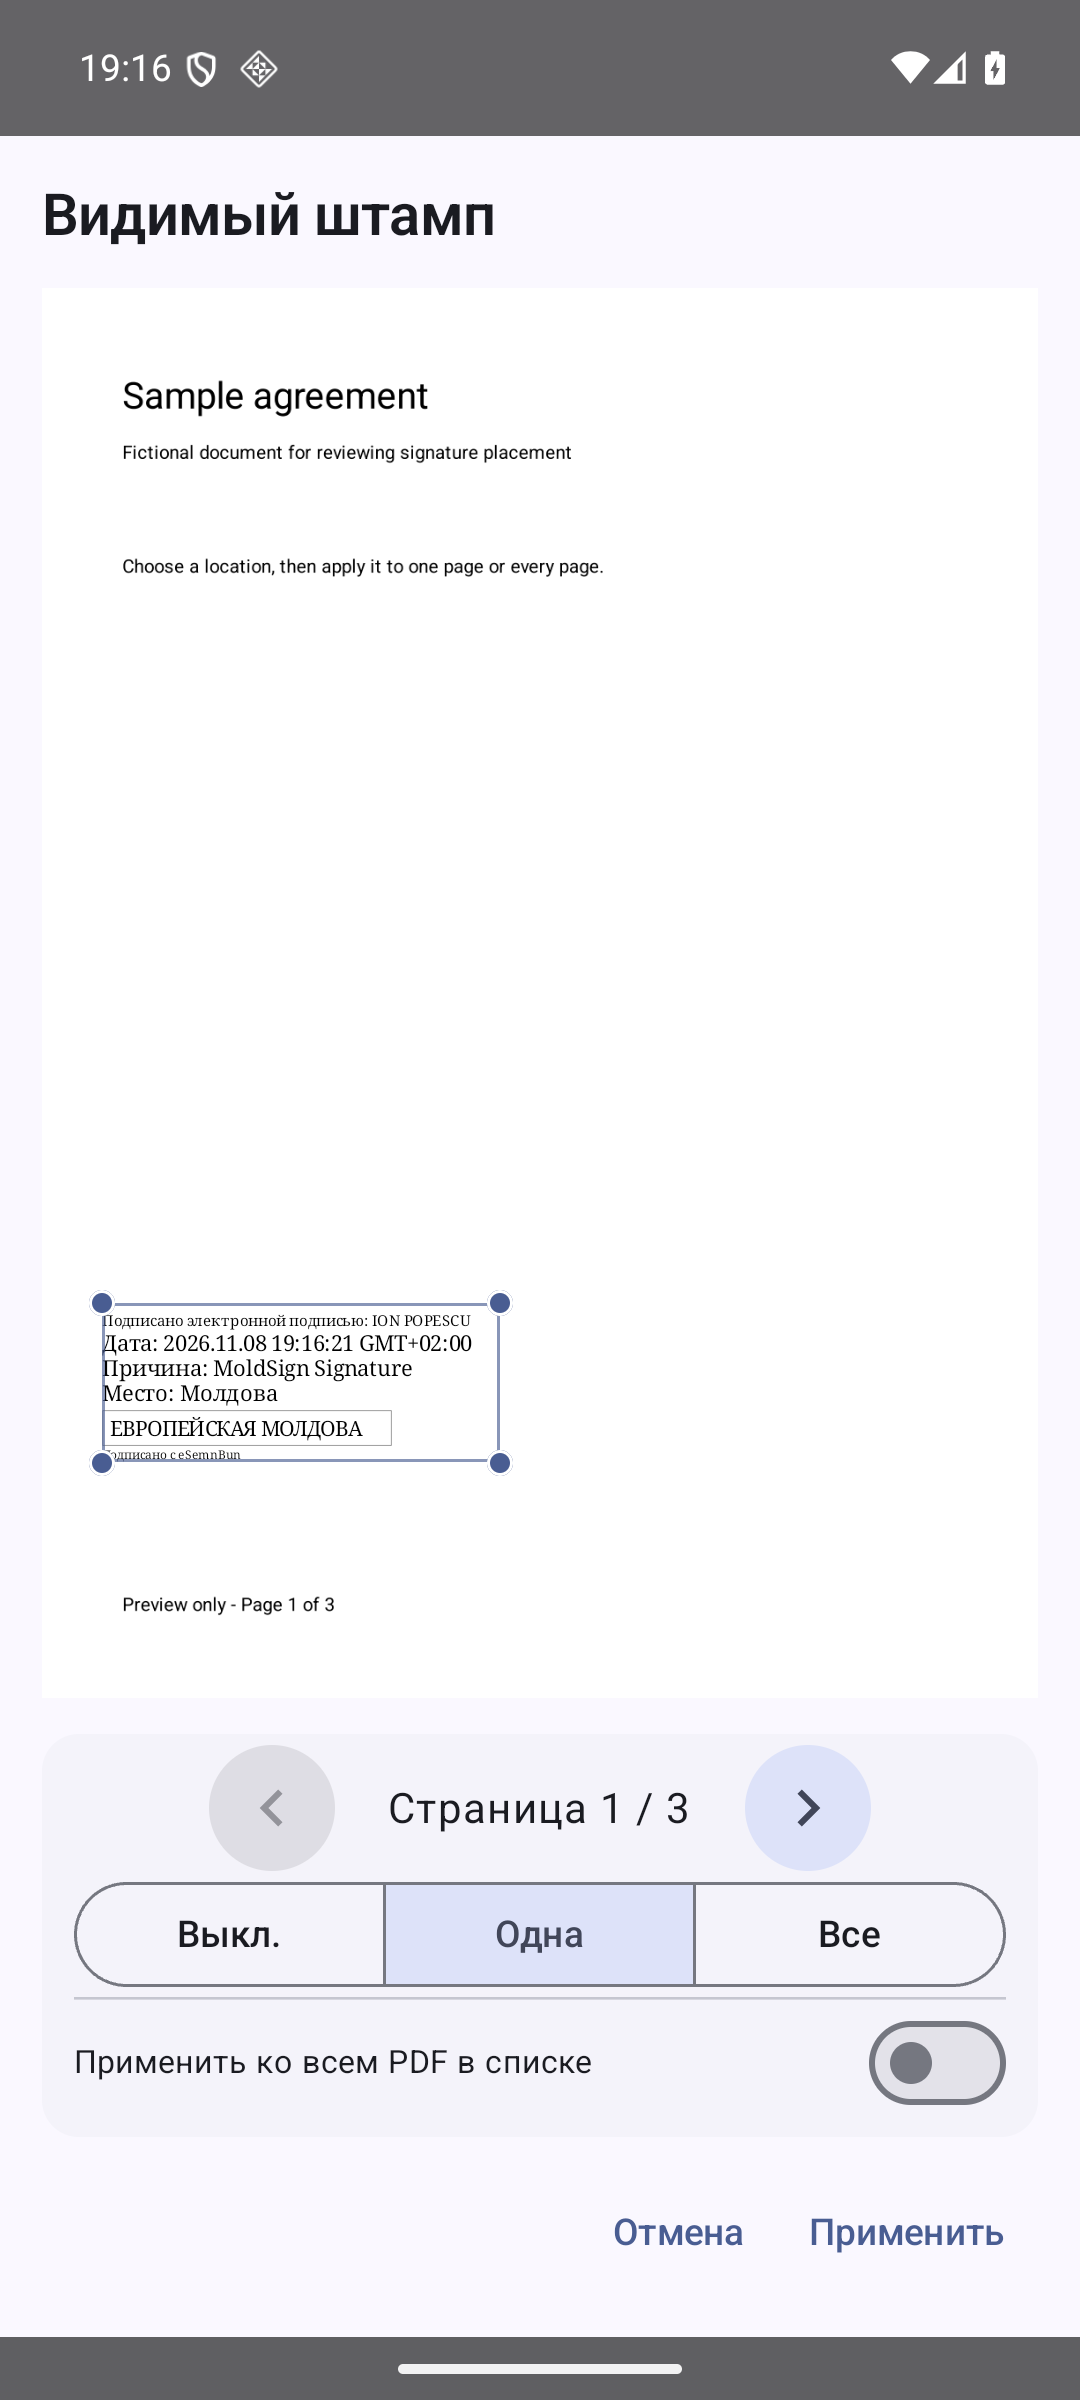 19:16
Видимый штамп
Sample agreement
Fictional document for reviewing signature placement
Choose a location, then apply it to one page or every page.
Подписано электронной подписью: ION POPESCU
Дата: 2026.11.08 19:16:21 GMT+02:00
Причина: MoldSign Signature
Место: Молдова
ЕВРОПЕЙСКАЯ МОЛДОВА
Подписано с eSemnBun
Preview only - Page 1 of 3
Страница 1 / 3
Выкл.
Одна
Все
Применить ко всем PDF в списке
Отмена
Применить